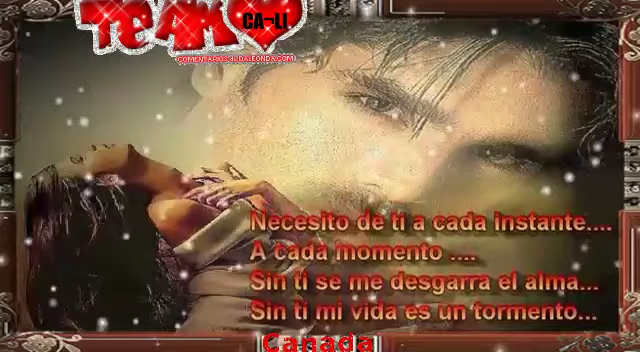 TE AMO
CA-LI
Necesito de ti a cada instante....
A cada momento ....
Sin ti se me desgarra el alma...
Sin ti mi vida es un tormento...
Canada